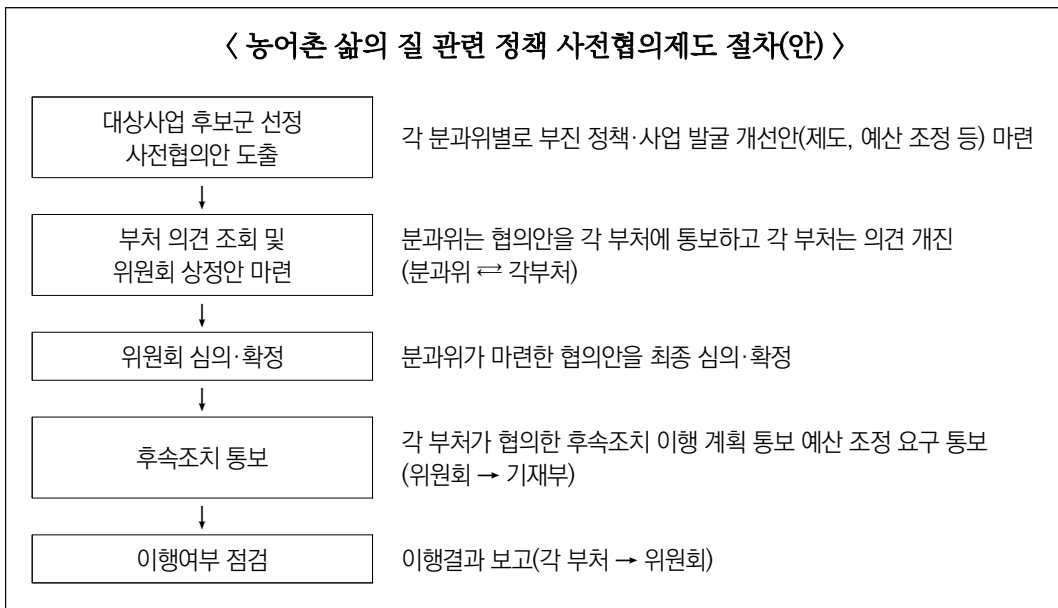 〈 농어촌 삶의 질 관련 정책 사전협의제도 절차(안) 〉
대상사업 후보군 선정
사전협의안 도출
각 분과위별로 부진 정책·사업 발굴 개선안(제도, 예산 조정 등) 마련
↓
부처 의견 조회 및
위원회 상정안 마련
분과위는 협의안을 각 부처에 통보하고 각 부처는 의견 개진
(분과위 ⇄ 각부처)
↓
위원회 심의·확정
분과위가 마련한 협의안을 최종 심의·확정
↓
후속조치 통보
각 부처가 협의한 후속조치 이행 계획 통보 예산 조정 요구 통보
(위원회 → 기재부)
↓
이행여부 점검
이행결과 보고(각 부처 → 위원회)